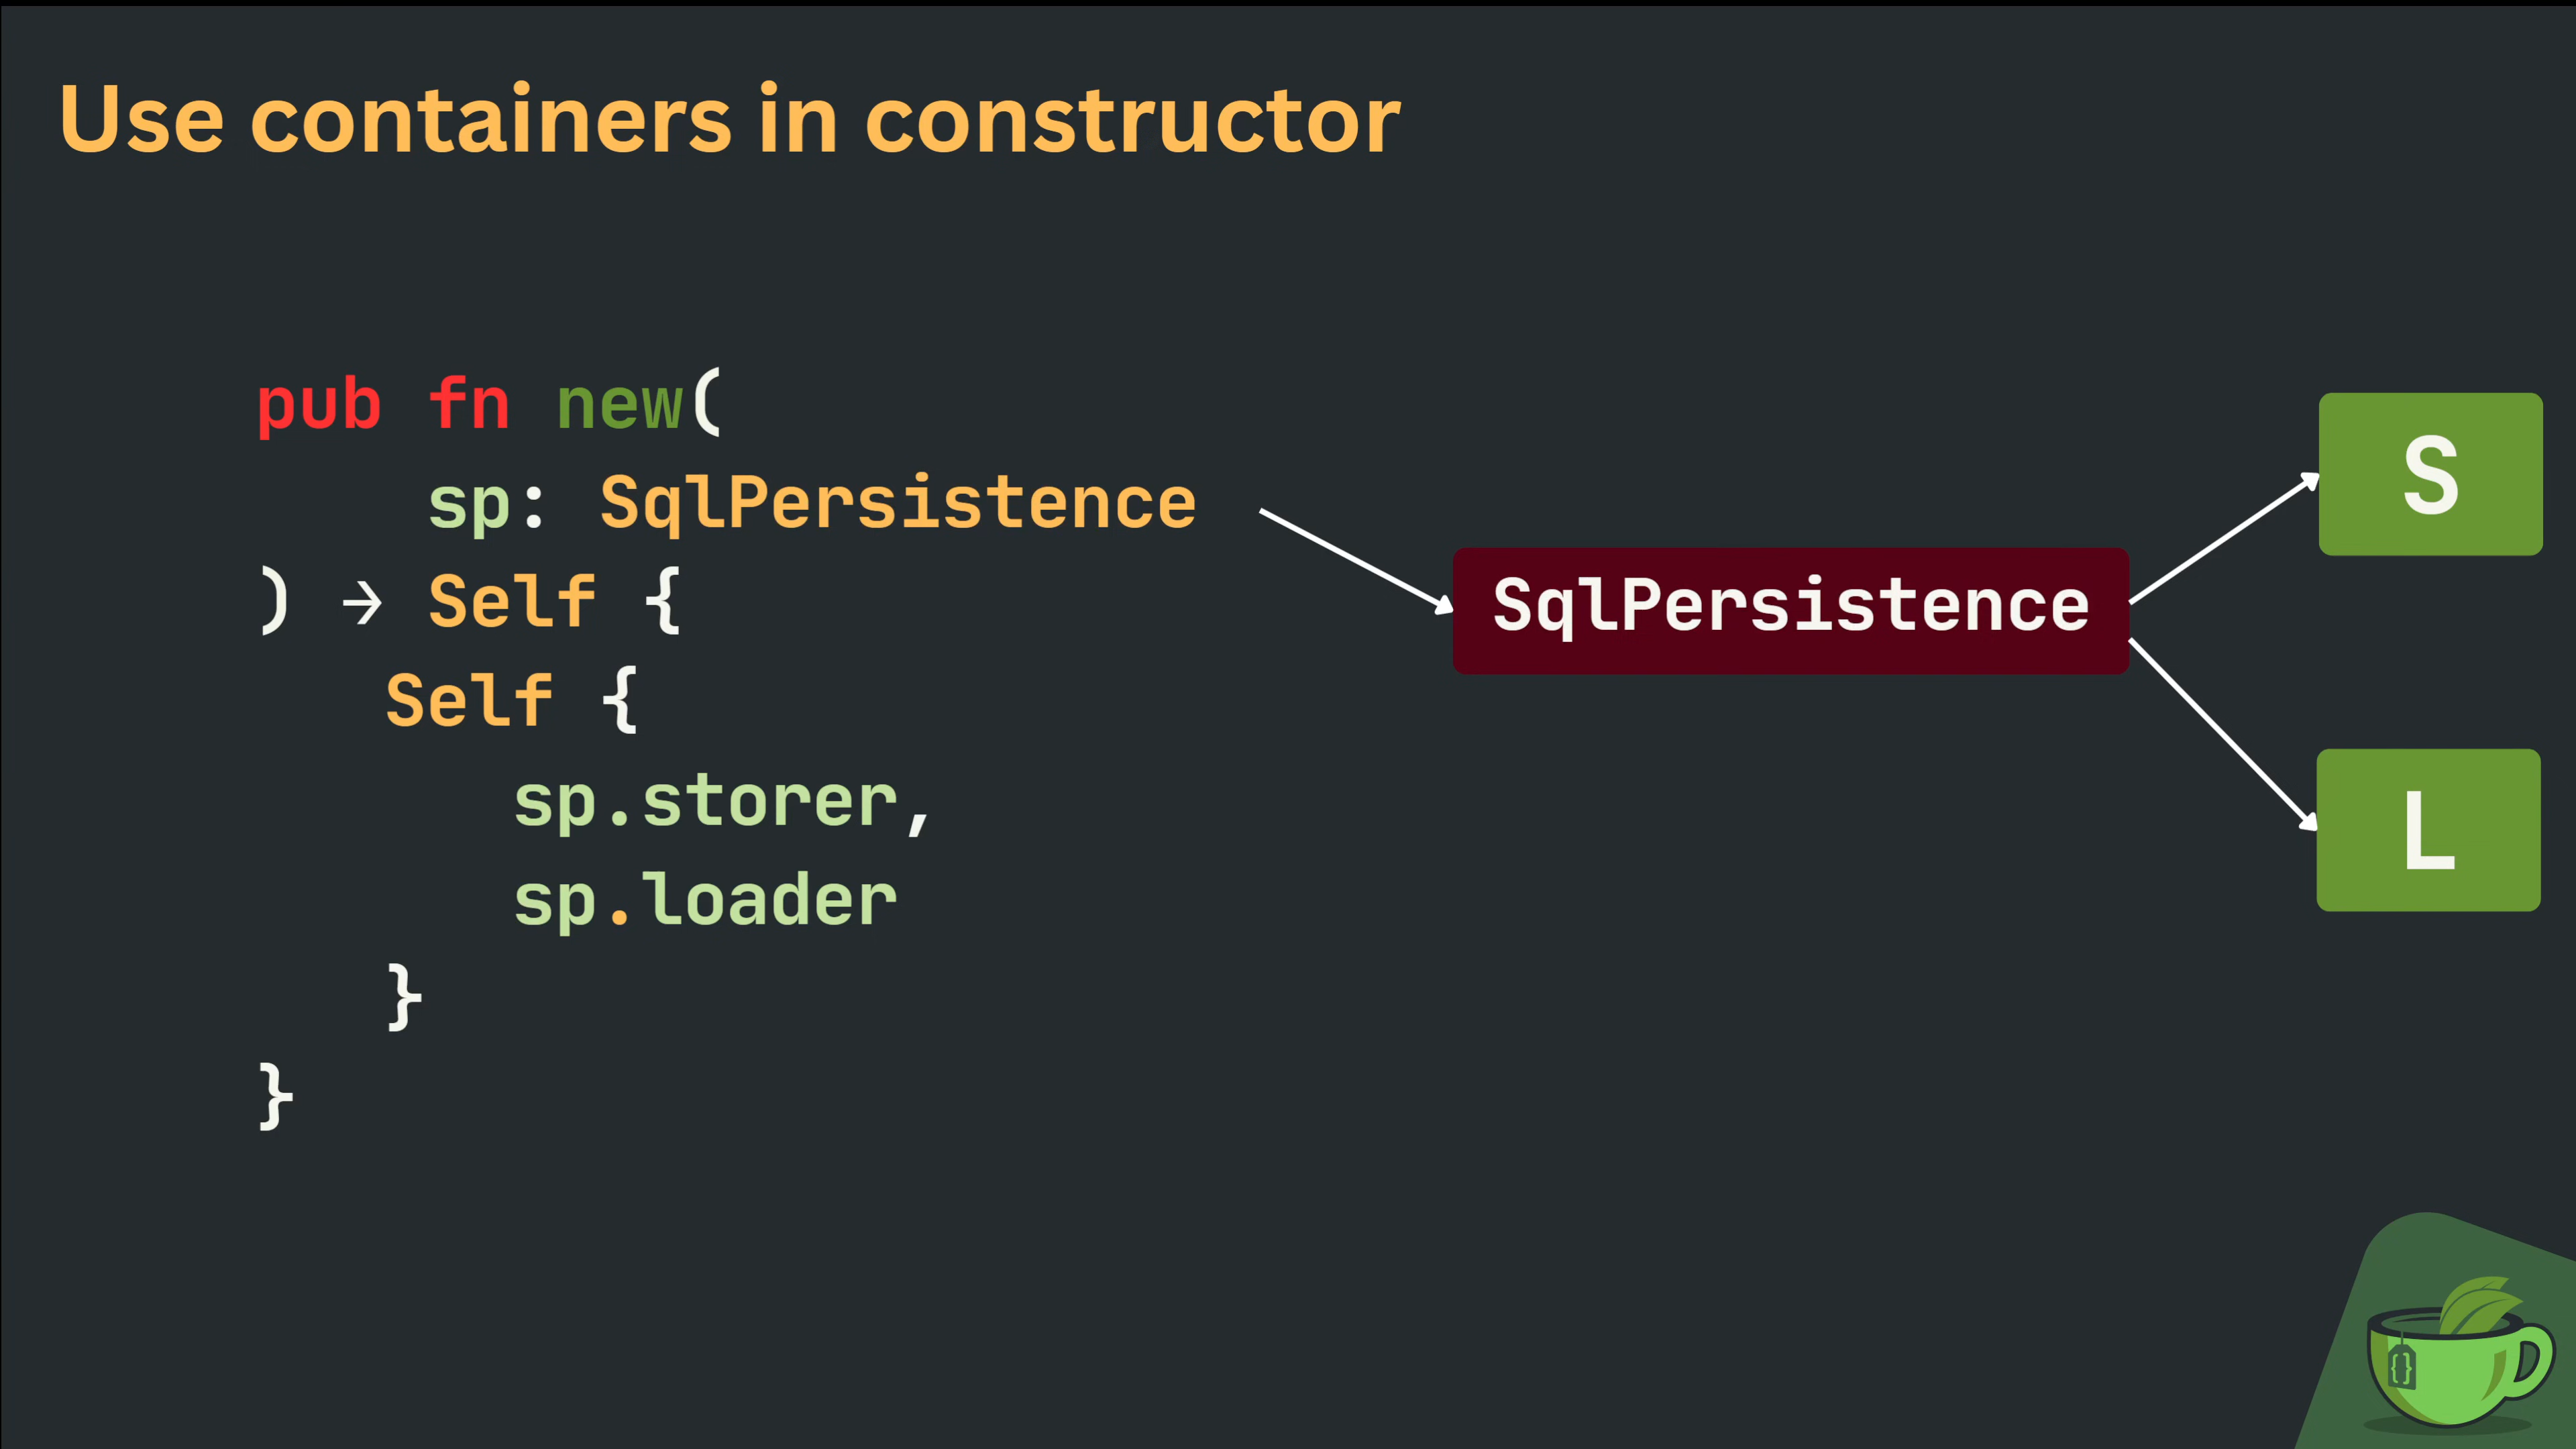 Use containers in constructor
pub fn new(
sp: SqlPersistence
) → Self {
Self {
sp.storer,
sp.loader
}
}
SqlPersistence
S
L
{}